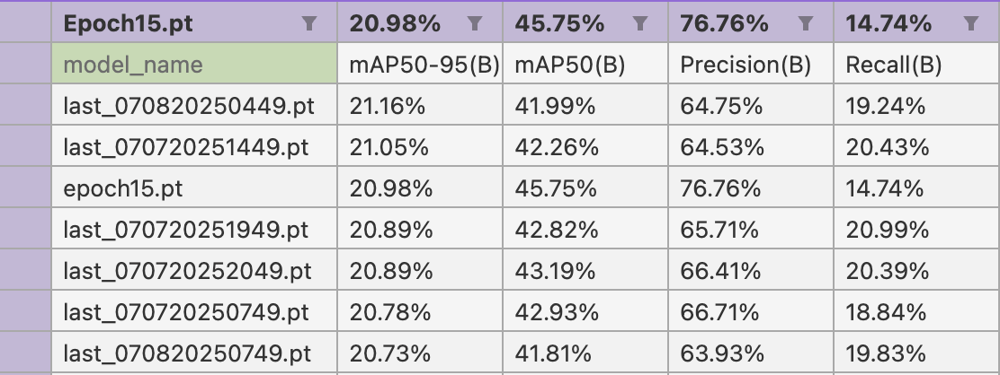 Epoch15.pt 20.98% 45.75% 76.76% 14.74%
model_name mAP50-95(B) mAP50(B) Precision(B) Recall(B)
last_070820250449.pt 21.16% 41.99% 64.75% 19.24%
last_070720251449.pt 21.05% 42.26% 64.53% 20.43%
epoch15.pt 20.98% 45.75% 76.76% 14.74%
last_070720251949.pt 20.89% 42.82% 65.71% 20.99%
last_070720252049.pt 20.89% 43.19% 66.41% 20.39%
last_070720250749.pt 20.78% 42.93% 66.71% 18.84%
last_070820250749.pt 20.73% 41.81% 63.93% 19.83%